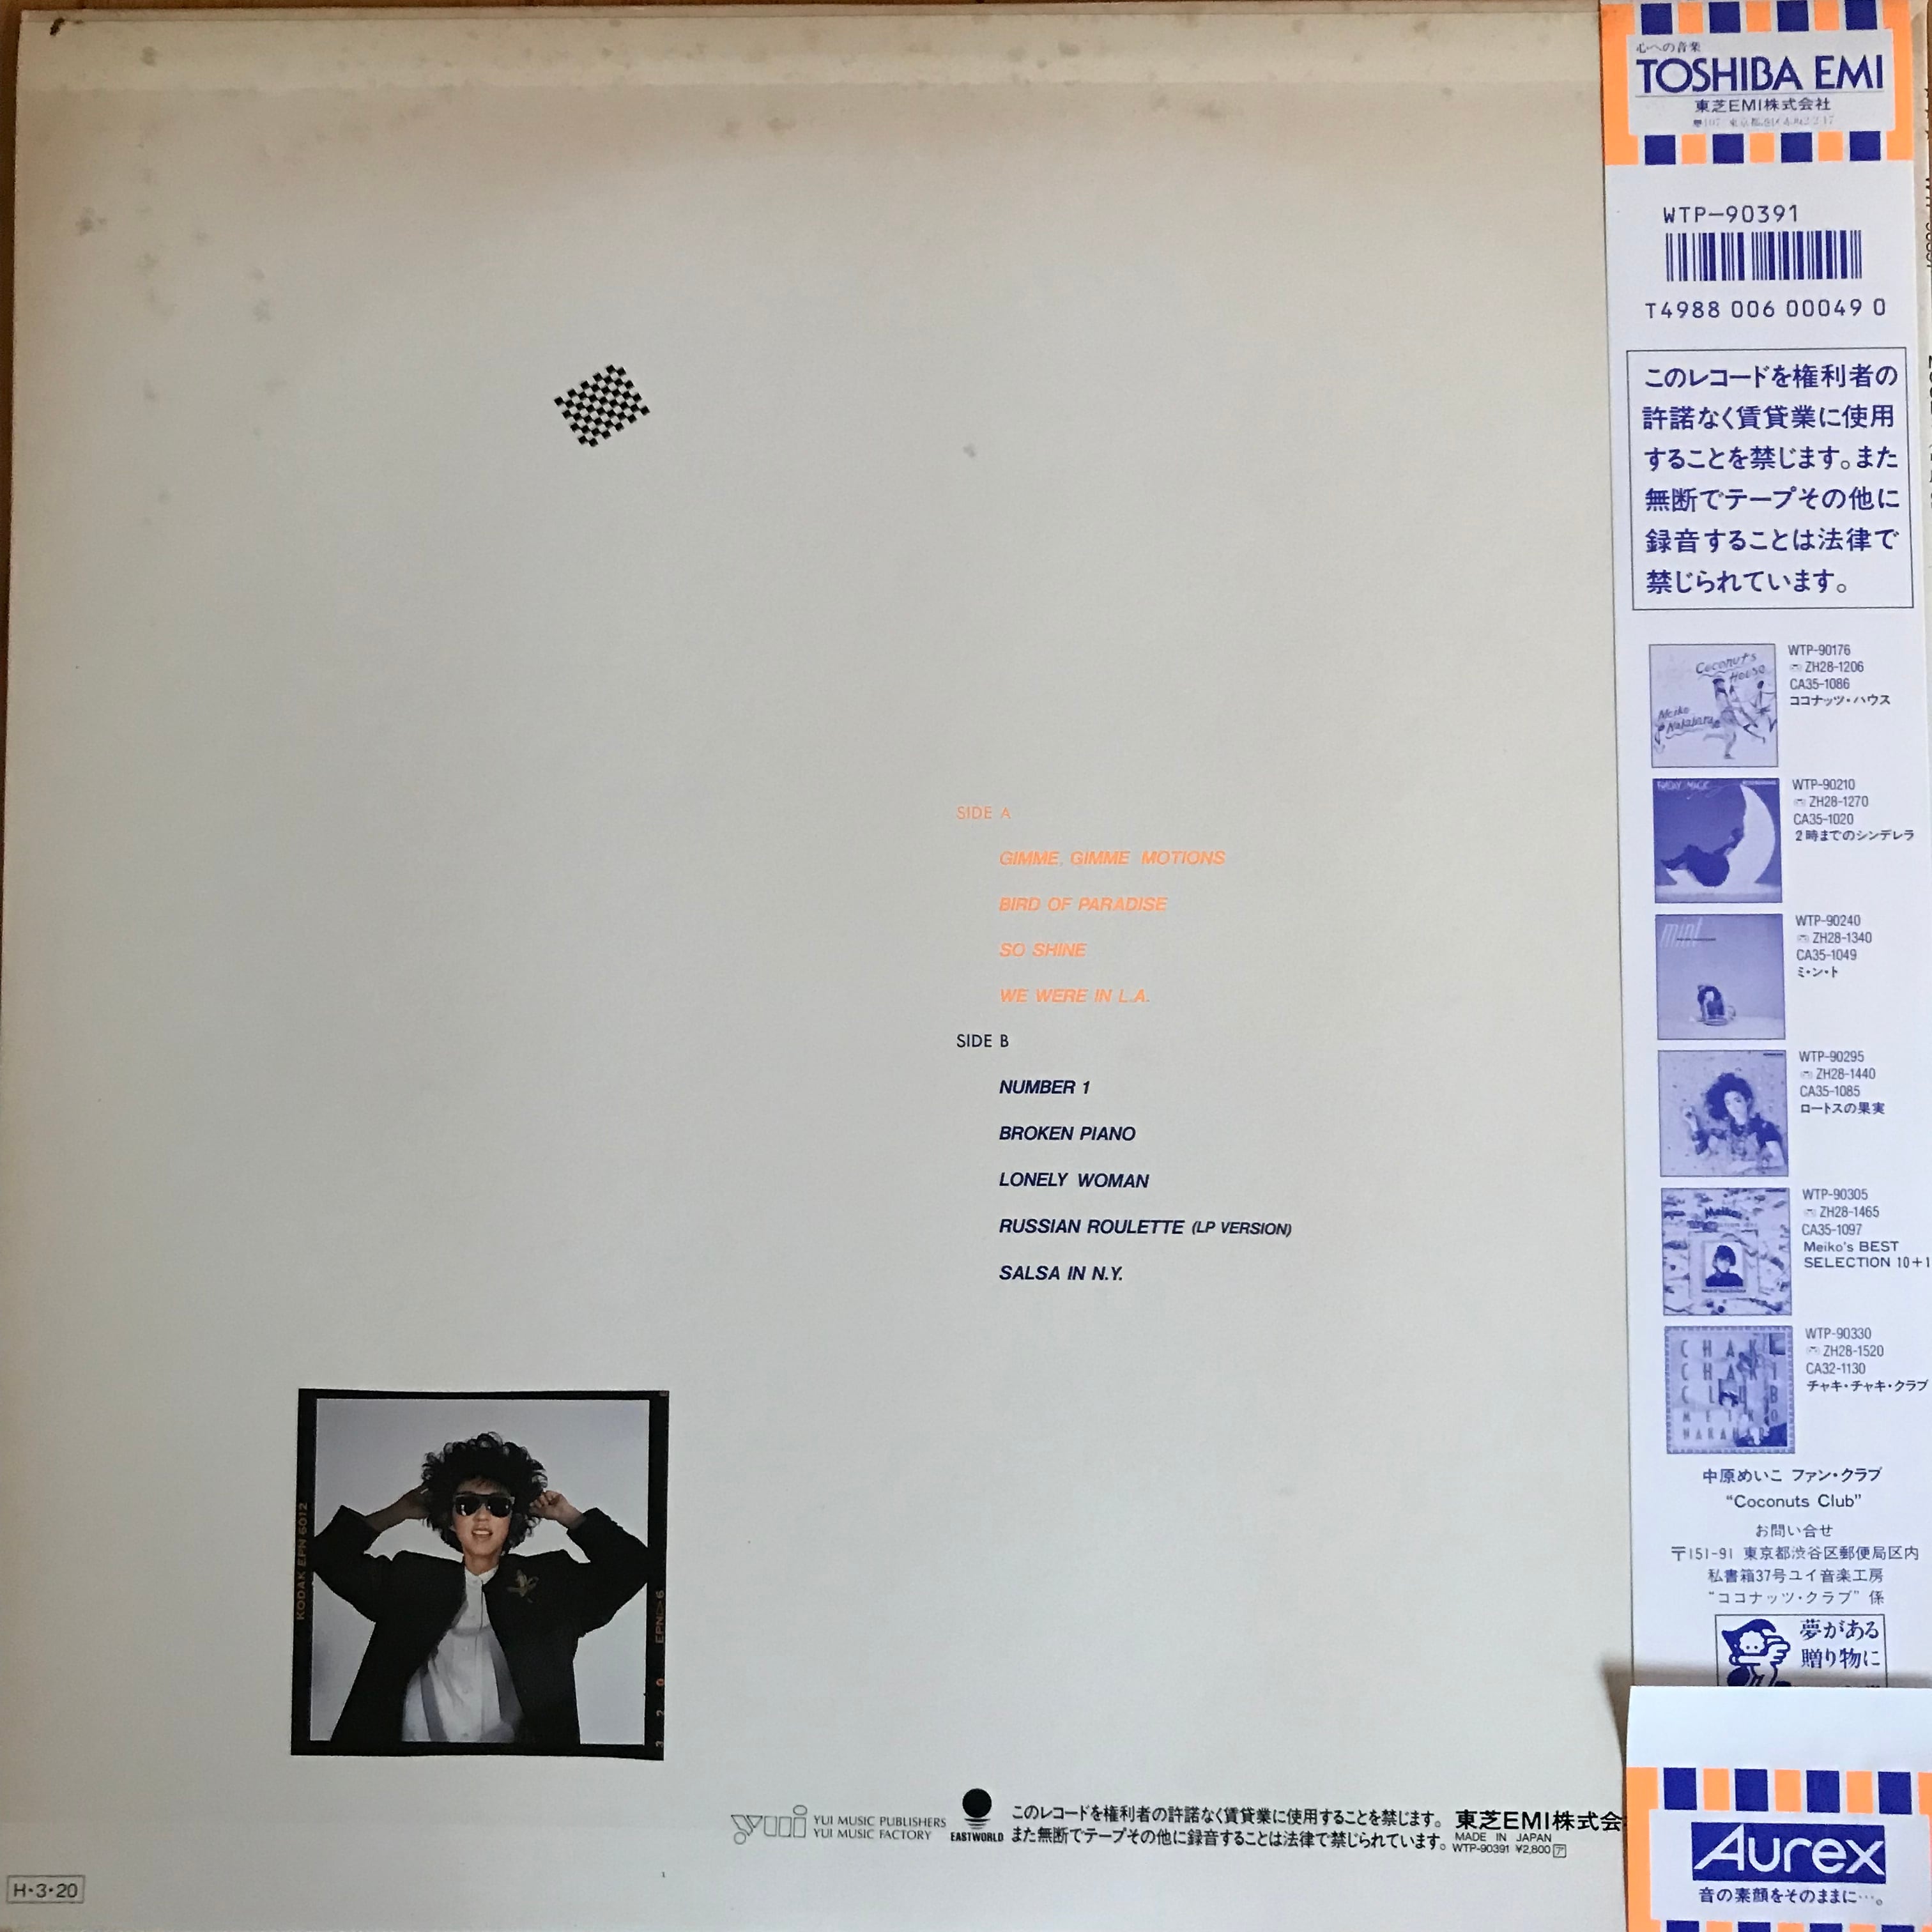 SIDE A
GIMME, GIMME MOTIONS
BIRD OF PARADISE
SO SHINE
WE WERE IN L.A.
SIDE B
NUMBER 1
BROKEN PIANO
LONELY WOMAN
RUSSIAN ROULETTE (LP VERSION)
SALSA IN N.Y.
KODAK EPN 6012
EPN 6
yui
YUI MUSIC PUBLISHERS
YUI MUSIC FACTORY
EASTWORLD
このレコードを権利者の許諾なく賃貸業に使用することを禁じます。
また無断でテープその他に録音することは法律で禁じられています。
東芝EMI株式会
MADE IN JAPAN
WTP-90391 ¥2,800 ア
H・3・20
心への音楽
TOSHIBA EMI
東芝EMI株式会社
WTP-90391
T4988 006 00049 0
このレコードを権利者の
許諾なく賃貸業に使用
することを禁じます。また
無断でテープその他に
録音することは法律で
禁じられています。
Coconuts
House
Meiko
Nakahara
WTP-90176
ZH28-1206
CA35-1086
ココナッツ・ハウス
WTP-90210
ZH28-1270
CA35-1020
2時までのシンデレラ
mint
WTP-90240
ZH28-1340
CA35-1049
ミ・ン・ト
WTP-90295
ZH28-1440
CA35-1085
ロートスの果実
Meiko's
WTP-90305
ZH28-1465
CA35-1097
Meiko's BEST
SELECTION 10+1
WTP-90330
ZH28-1520
CA32-1130
チャキ・チャキ・クラブ
中原めいこ ファン・クラブ
“Coconuts Club”
お問い合せ
〒151-91 東京都渋谷区郵便局区内
私書箱37号ユイ音楽工房
“ココナッツ・クラブ” 係
夢がある
贈り物に
Aurex
音の素顔をそのままに…。